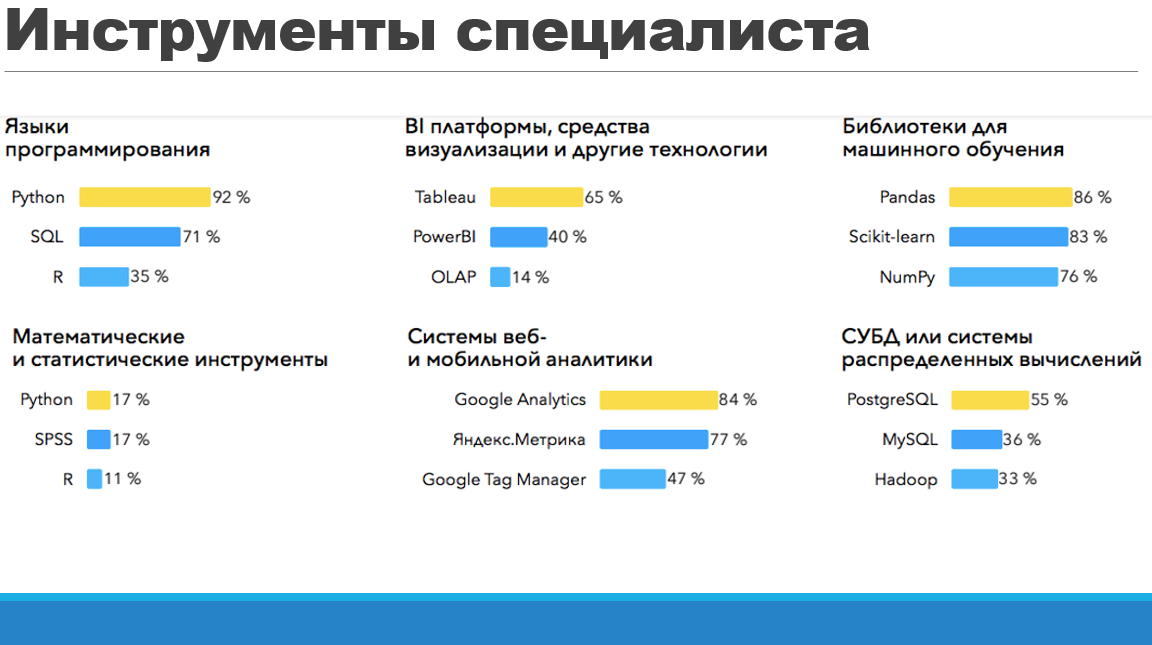 Инструменты специалиста
Языки
программирования
Python 92 %
SQL 71 %
R 35 %
BI платформы, средства
визуализации и другие технологии
Tableau 65 %
PowerBI 40 %
OLAP 14 %
Библиотеки для
машинного обучения
Pandas 86 %
Scikit-learn 83 %
NumPy 76 %
Математические
и статистические инструменты
Python 17 %
SPSS 17 %
R 11 %
Системы веб-
и мобильной аналитики
Google Analytics 84 %
Яндекс.Метрика 77 %
Google Tag Manager 47 %
СУБД или системы
распределенных вычислений
PostgreSQL 55 %
MySQL 36 %
Hadoop 33 %